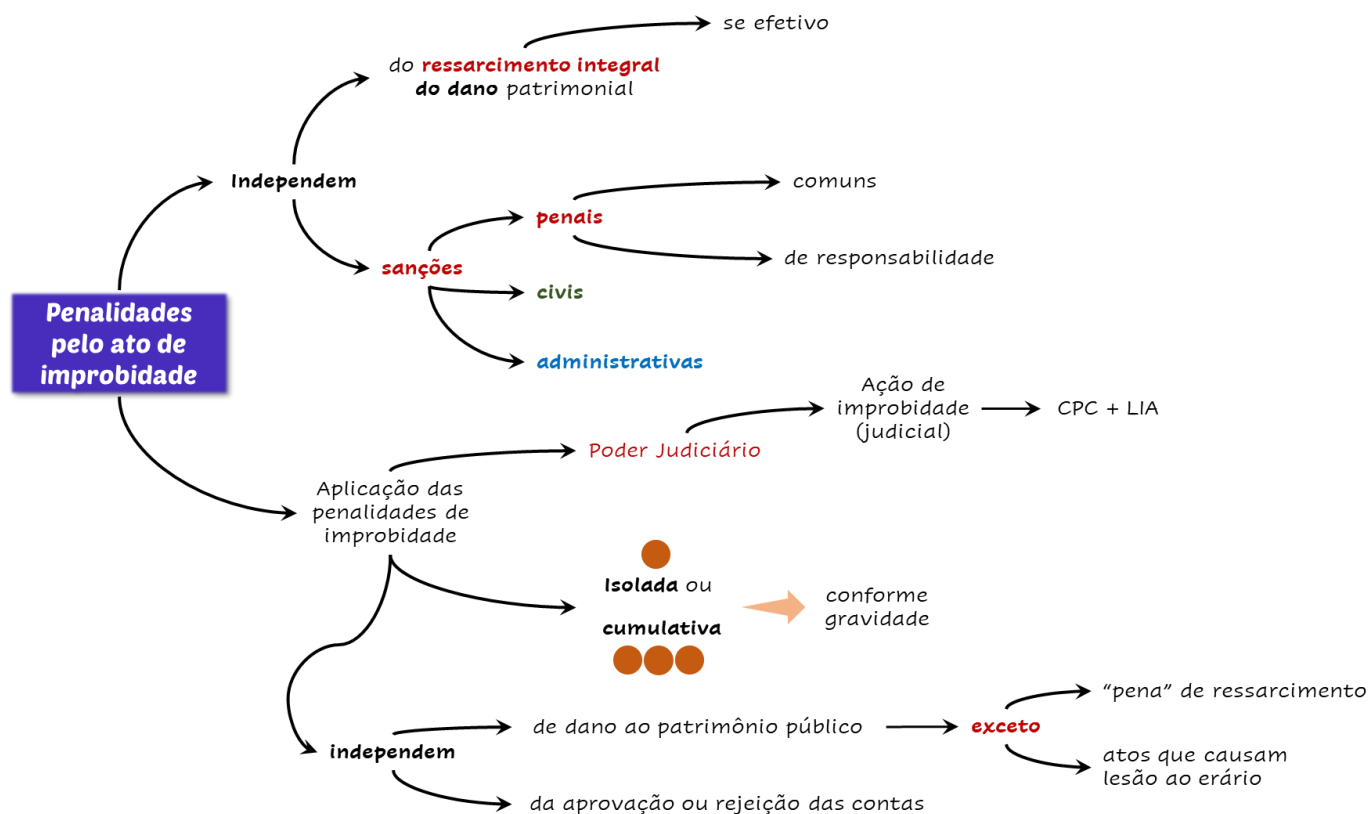 Penalidades
pelo ato de
improbidade
Independem
do ressarcimento integral
do dano patrimonial
se efetivo
sanções
penais
comuns
de responsabilidade
civis
administrativas
Aplicação das
penalidades de
improbidade
Poder Judiciário
Ação de
improbidade
(judicial)
CPC + LIA
Isolada ou
cumulativa
conforme
gravidade
independem
de dano ao patrimônio público
exceto
“pena” de ressarcimento
atos que causam
lesão ao erário
da aprovação ou rejeição das contas